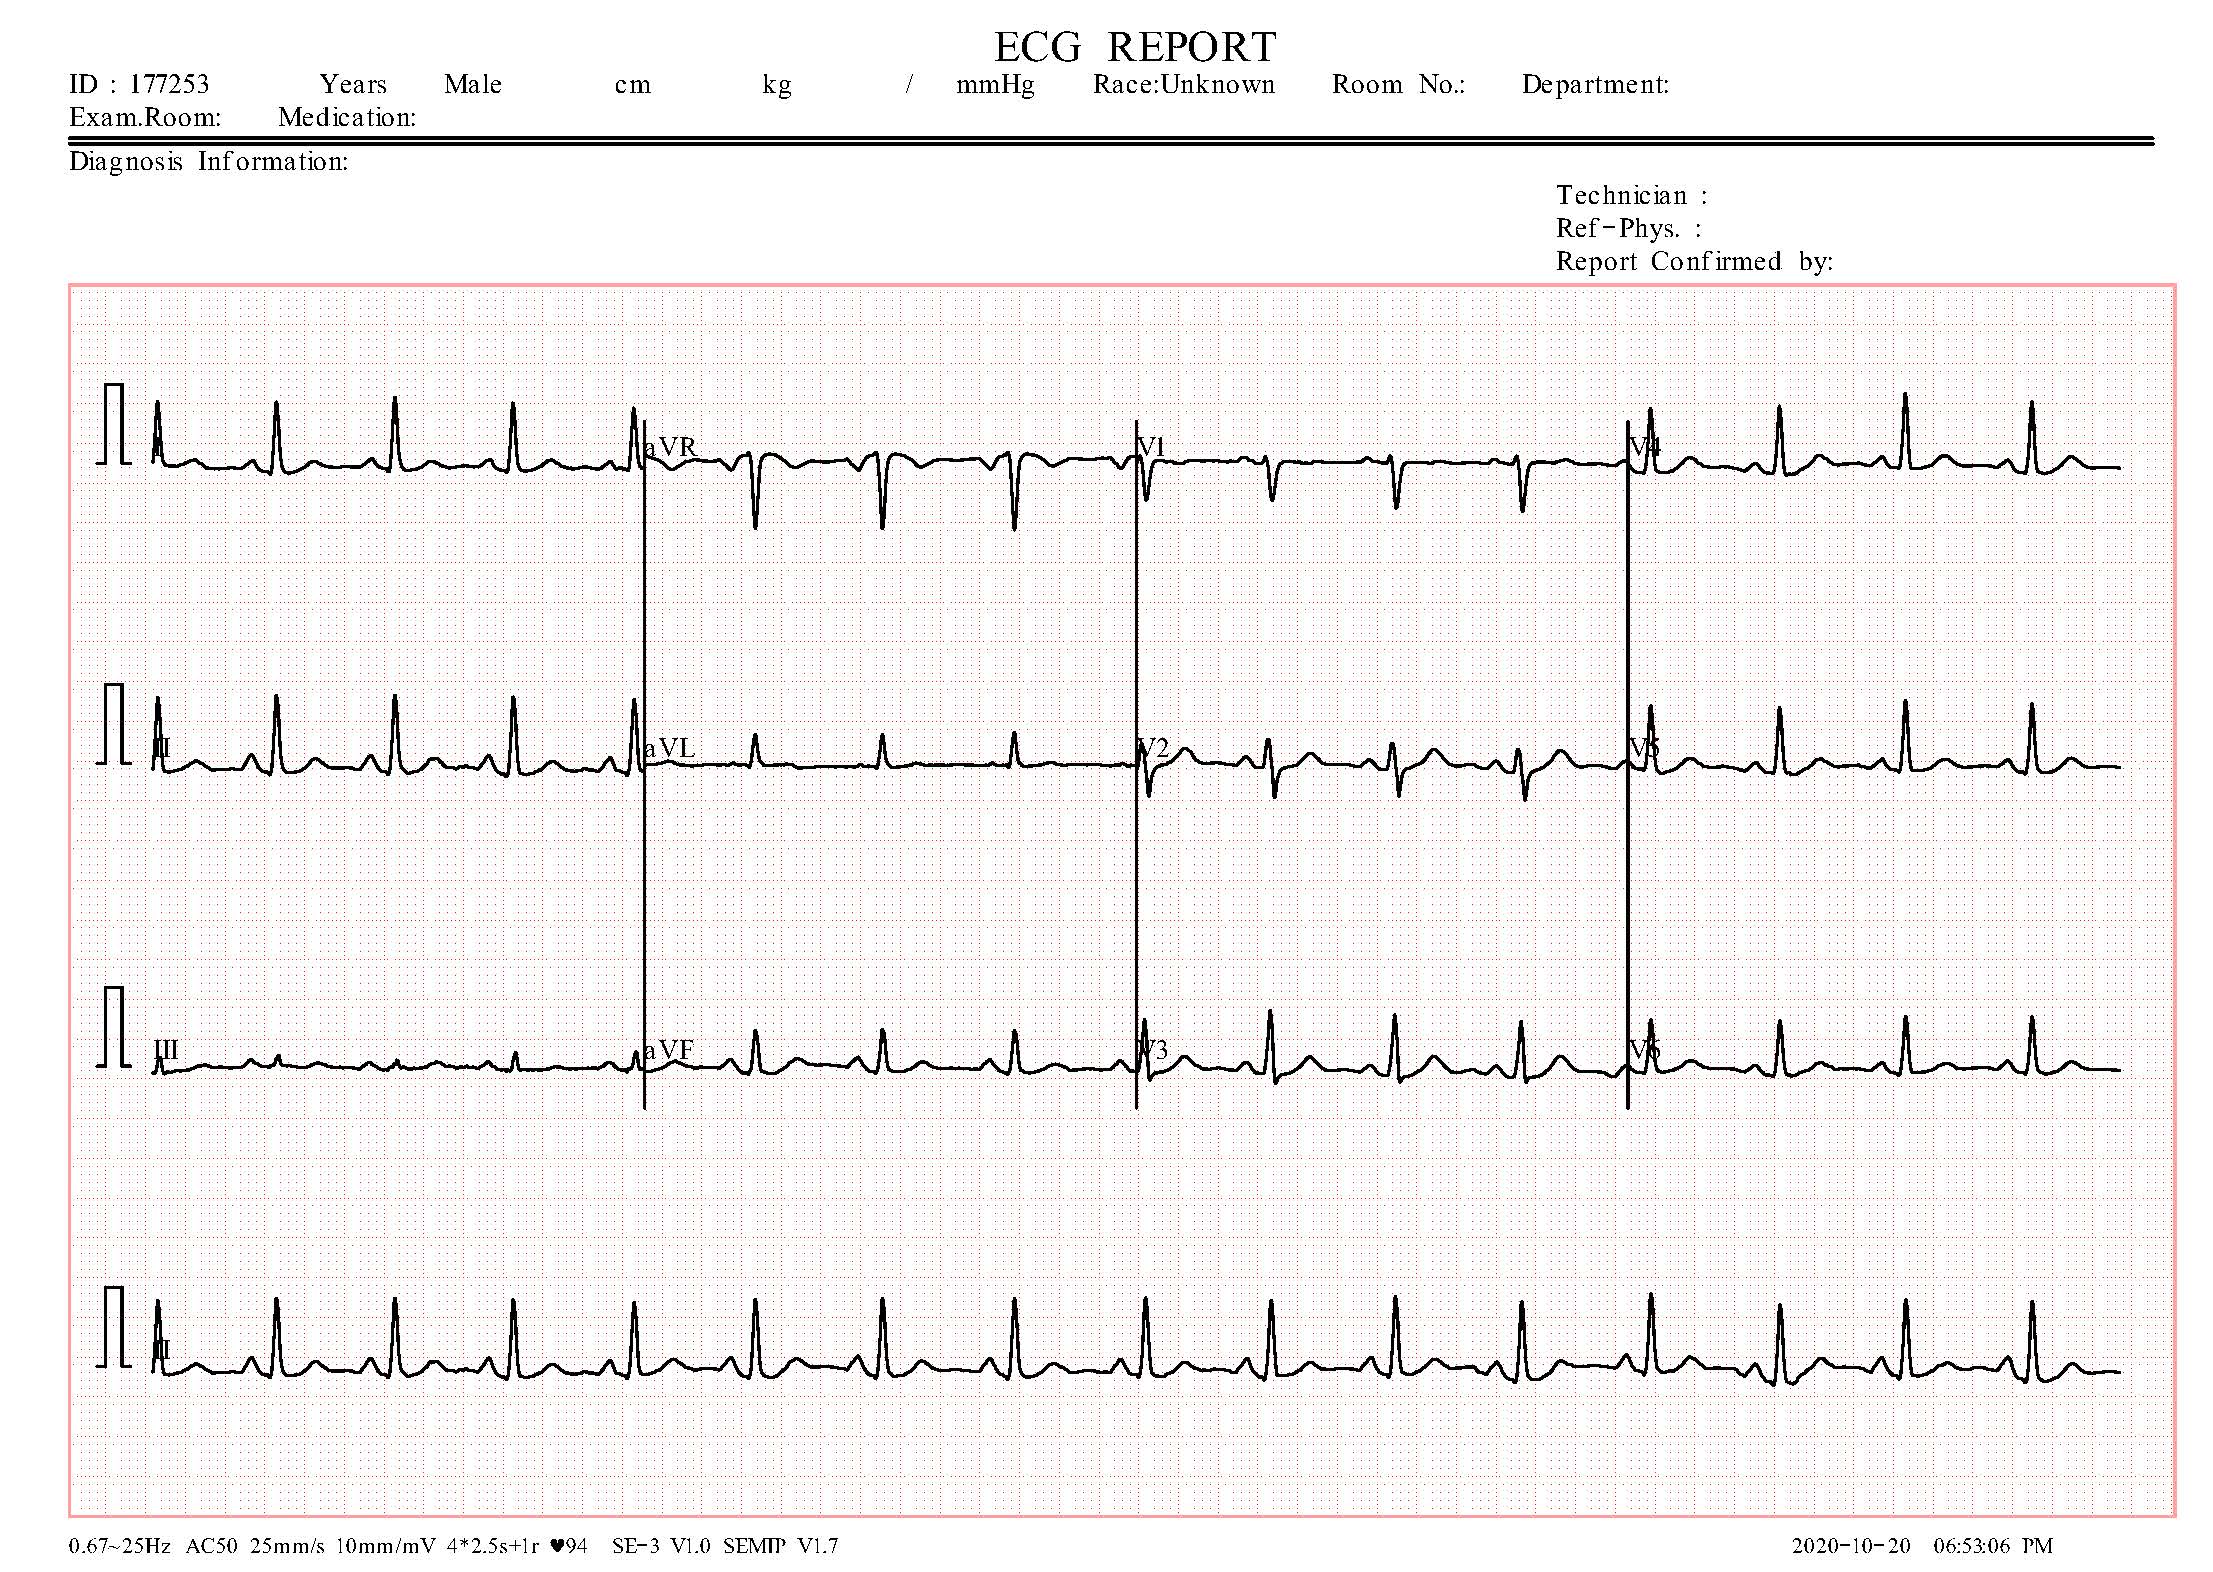 ECG REPORT
ID : 177253 Years Male cm kg / mmHg Race:Unknown Room No.: Department:
Exam.Room: Medication:
Diagnosis Information:
Technician :
Ref-Phys. :
Report Confirmed by:
I aVR V1 V4
II aVL V2 V5
III aVF V3 V6
II
0.67~25Hz AC50 25mm/s 10mm/mV 4*2.5s+1r ♥94 SE-3 V1.0 SEMIP V1.7 2020-10-20 06:53:06 PM